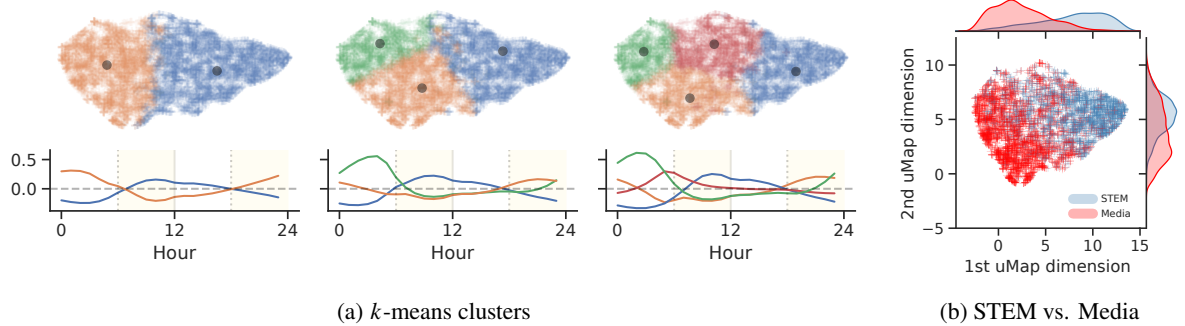 0.5
0.0
0 12 24
Hour
0 12 24
Hour
0 12 24
Hour
(a) k-means clusters
10
5
0
−5
2nd uMap dimension
STEM
Media
0 5 10 15
1st uMap dimension
(b) STEM vs. Media